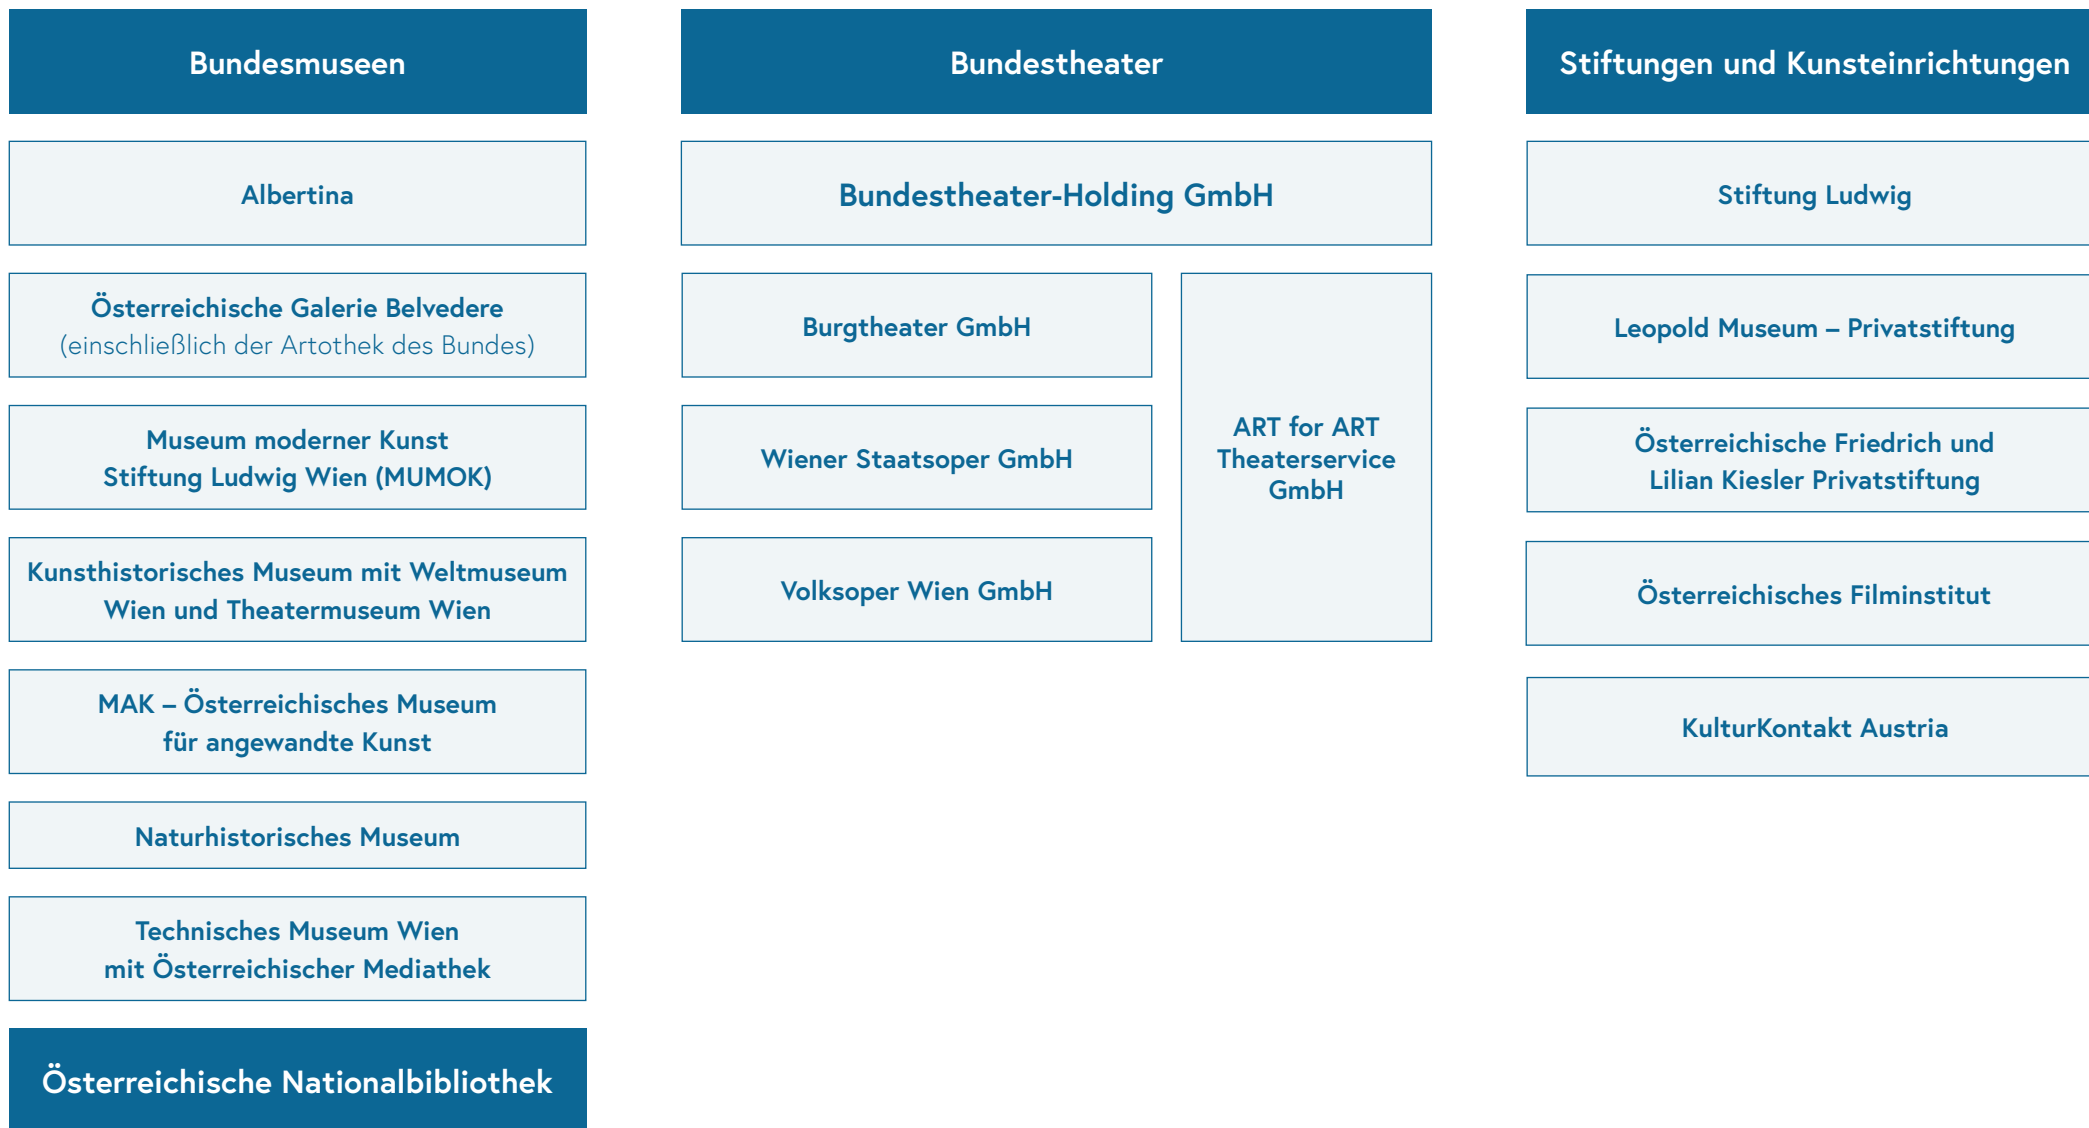 Bundesmuseen
Albertina
Österreichische Galerie Belvedere
(einschließlich der Artothek des Bundes)
Museum moderner Kunst
Stiftung Ludwig Wien (MUMOK)
Kunsthistorisches Museum mit Weltmuseum
Wien und Theatermuseum Wien
MAK – Österreichisches Museum
für angewandte Kunst
Naturhistorisches Museum
Technisches Museum Wien
mit Österreichischer Mediathek
Österreichische Nationalbibliothek
Bundestheater
Bundestheater-Holding GmbH
Burgtheater GmbH
Wiener Staatsoper GmbH
Volksoper Wien GmbH
ART for ART
Theaterservice
GmbH
Stiftungen und Kunsteinrichtungen
Stiftung Ludwig
Leopold Museum – Privatstiftung
Österreichische Friedrich und
Lilian Kiesler Privatstiftung
Österreichisches Filminstitut
KulturKontakt Austria